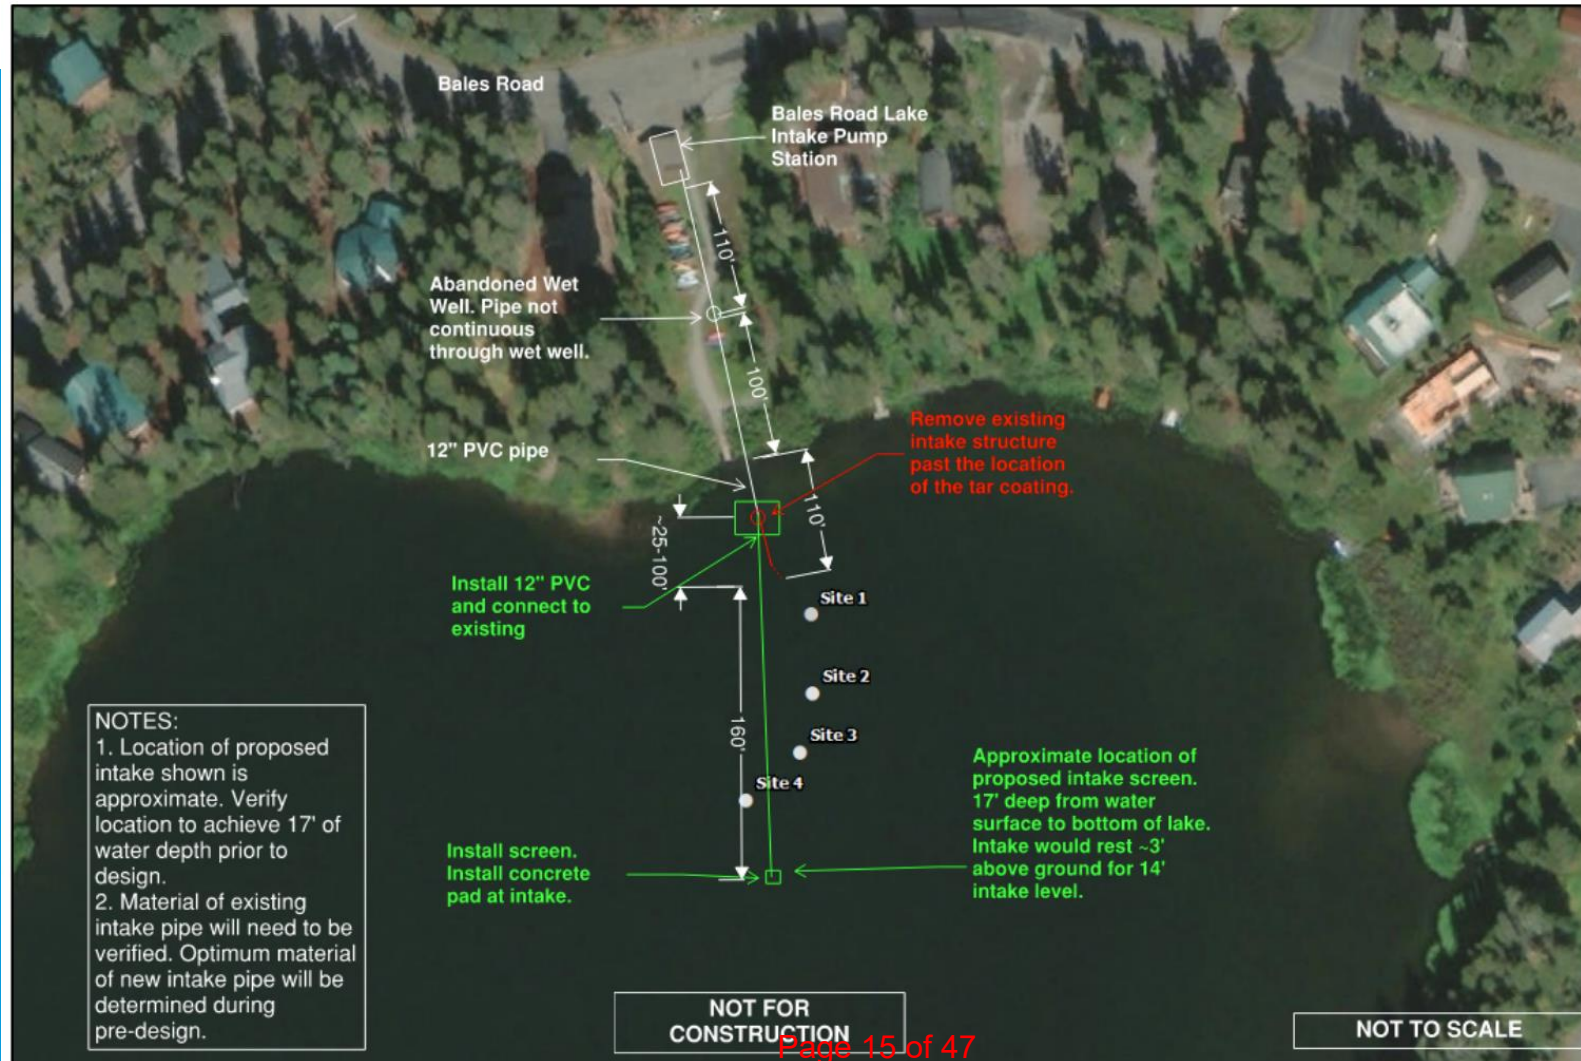 Bales Road
Bales Road Lake
Intake Pump
Station
110'
Abandoned Wet
Well. Pipe not
continuous
through wet well.
100'
Remove existing
intake structure
past the location
of the tar coating.
12" PVC pipe
110'
~25-100'
Install 12" PVC
and connect to
existing
Site 1
Site 2
Site 3
Site 4
160'
Approximate location of
proposed intake screen.
17' deep from water
surface to bottom of lake.
Intake would rest ~3'
above ground for 14'
intake level.
Install screen.
Install concrete
pad at intake.
NOTES:
1. Location of proposed
intake shown is
approximate. Verify
location to achieve 17' of
water depth prior to
design.
2. Material of existing
intake pipe will need to be
verified. Optimum material
of new intake pipe will be
determined during
pre-design.
NOT FOR
CONSTRUCTION
NOT TO SCALE
Page 15 of 47